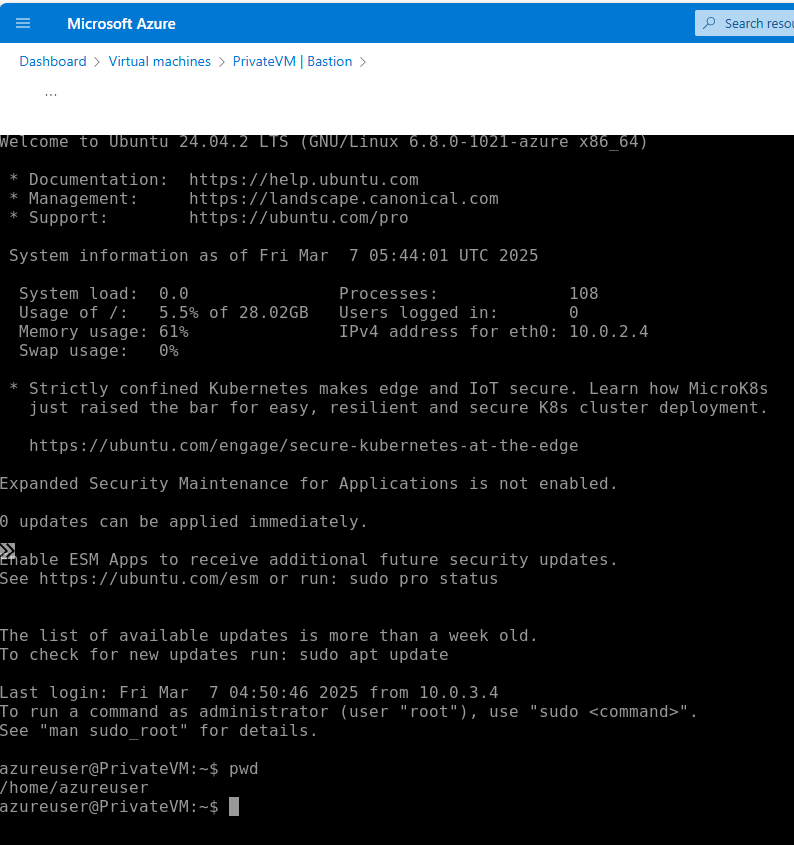 Microsoft Azure
Search resou
Dashboard > Virtual machines > PrivateVM | Bastion >
...
Welcome to Ubuntu 24.04.2 LTS (GNU/Linux 6.8.0-1021-azure x86_64)
* Documentation:  https://help.ubuntu.com
* Management:     https://landscape.canonical.com
* Support:        https://ubuntu.com/pro
System information as of Fri Mar  7 05:44:01 UTC 2025
System load:  0.0               Processes:             108
Usage of /:   5.5% of 28.02GB   Users logged in:       0
Memory usage: 61%               IPv4 address for eth0: 10.0.2.4
Swap usage:   0%
* Strictly confined Kubernetes makes edge and IoT secure. Learn how MicroK8s
just raised the bar for easy, resilient and secure K8s cluster deployment.
https://ubuntu.com/engage/secure-kubernetes-at-the-edge
Expanded Security Maintenance for Applications is not enabled.
0 updates can be applied immediately.
Enable ESM Apps to receive additional future security updates.
See https://ubuntu.com/esm or run: sudo pro status
The list of available updates is more than a week old.
To check for new updates run: sudo apt update
Last login: Fri Mar  7 04:50:46 2025 from 10.0.3.4
To run a command as administrator (user "root"), use "sudo <command>".
See "man sudo_root" for details.
azureuser@PrivateVM:~$ pwd
/home/azureuser
azureuser@PrivateVM:~$